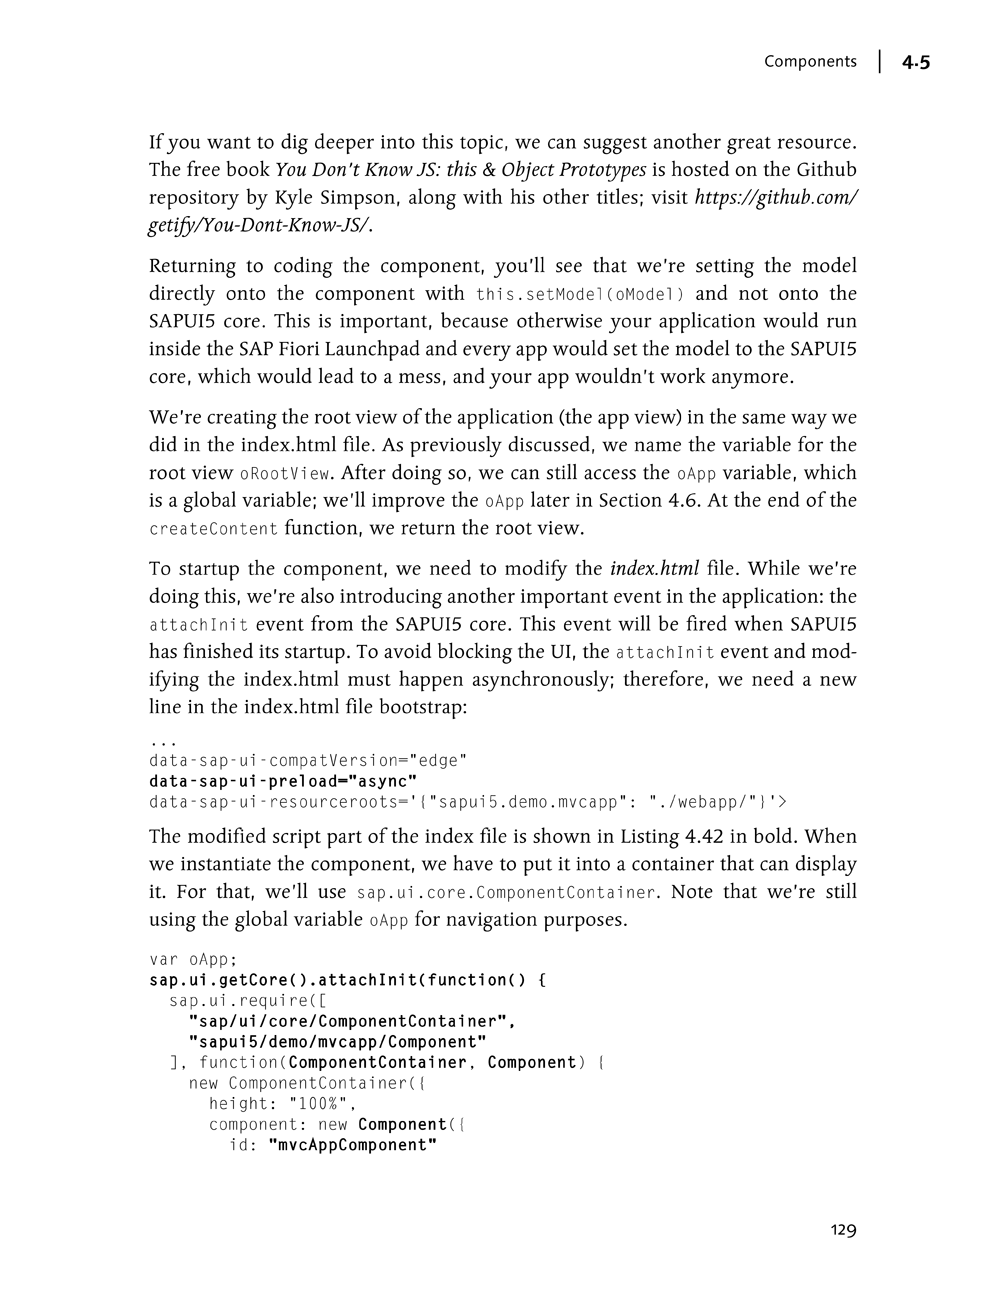 Components | 4.5
If you want to dig deeper into this topic, we can suggest another great resource.
The free book You Don't Know JS: this & Object Prototypes is hosted on the Github
repository by Kyle Simpson, along with his other titles; visit https://github.com/
getify/You-Dont-Know-JS/.
Returning to coding the component, you'll see that we're setting the model
directly onto the component with this.setModel(oModel) and not onto the
SAPUI5 core. This is important, because otherwise your application would run
inside the SAP Fiori Launchpad and every app would set the model to the SAPUI5
core, which would lead to a mess, and your app wouldn't work anymore.
We're creating the root view of the application (the app view) in the same way we
did in the index.html file. As previously discussed, we name the variable for the
root view oRootView. After doing so, we can still access the oApp variable, which
is a global variable; we'll improve the oApp later in Section 4.6. At the end of the
createContent function, we return the root view.
To startup the component, we need to modify the index.html file. While we're
doing this, we're also introducing another important event in the application: the
attachInit event from the SAPUI5 core. This event will be fired when SAPUI5
has finished its startup. To avoid blocking the UI, the attachInit event and mod-
ifying the index.html must happen asynchronously; therefore, we need a new
line in the index.html file bootstrap:
...
data-sap-ui-compatVersion="edge"
data-sap-ui-preload="async"
data-sap-ui-resourceroots='{"sapui5.demo.mvcapp": "./webapp/"}'>
The modified script part of the index file is shown in Listing 4.42 in bold. When
we instantiate the component, we have to put it into a container that can display
it. For that, we'll use sap.ui.core.ComponentContainer. Note that we're still
using the global variable oApp for navigation purposes.
var oApp;
sap.ui.getCore().attachInit(function() {
  sap.ui.require([
    "sap/ui/core/ComponentContainer",
    "sapui5/demo/mvcapp/Component"
  ], function(ComponentContainer, Component) {
    new ComponentContainer({
      height: "100%",
      component: new Component({
        id: "mvcAppComponent"
129